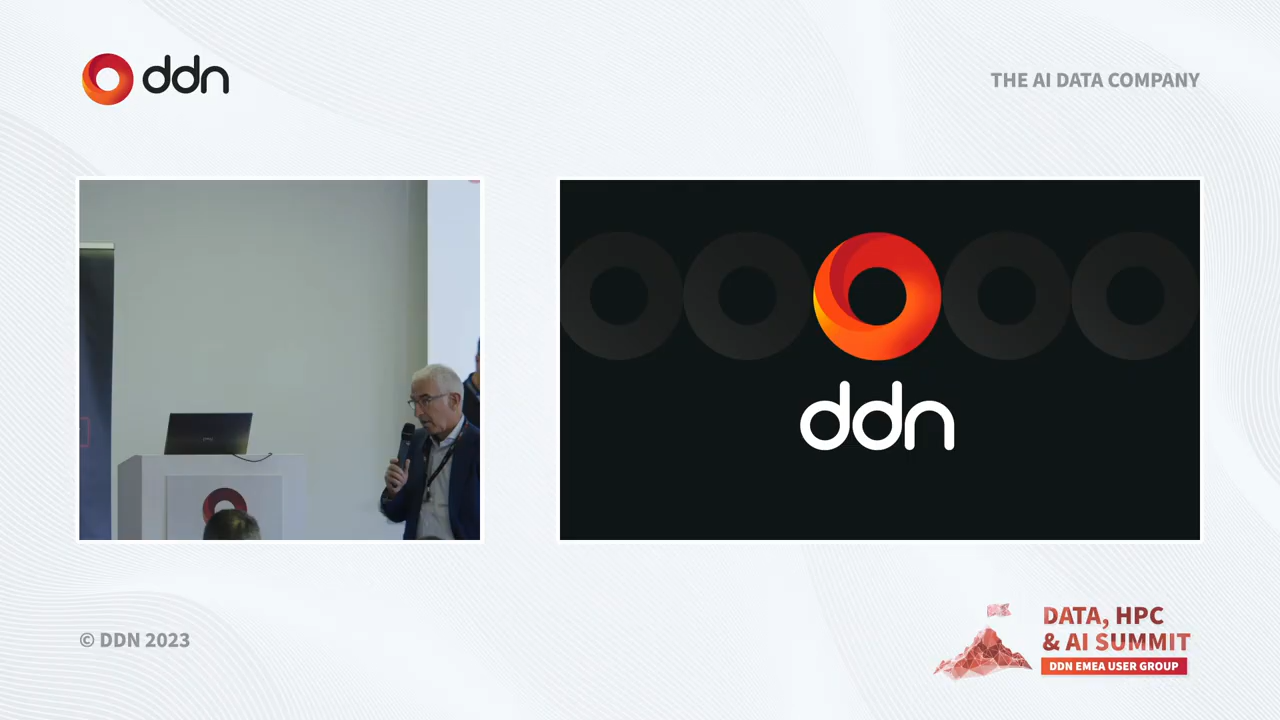 ddn
THE AI DATA COMPANY
ddn
© DDN 2023
DATA, HPC
& AI SUMMIT
DDN EMEA USER GROUP